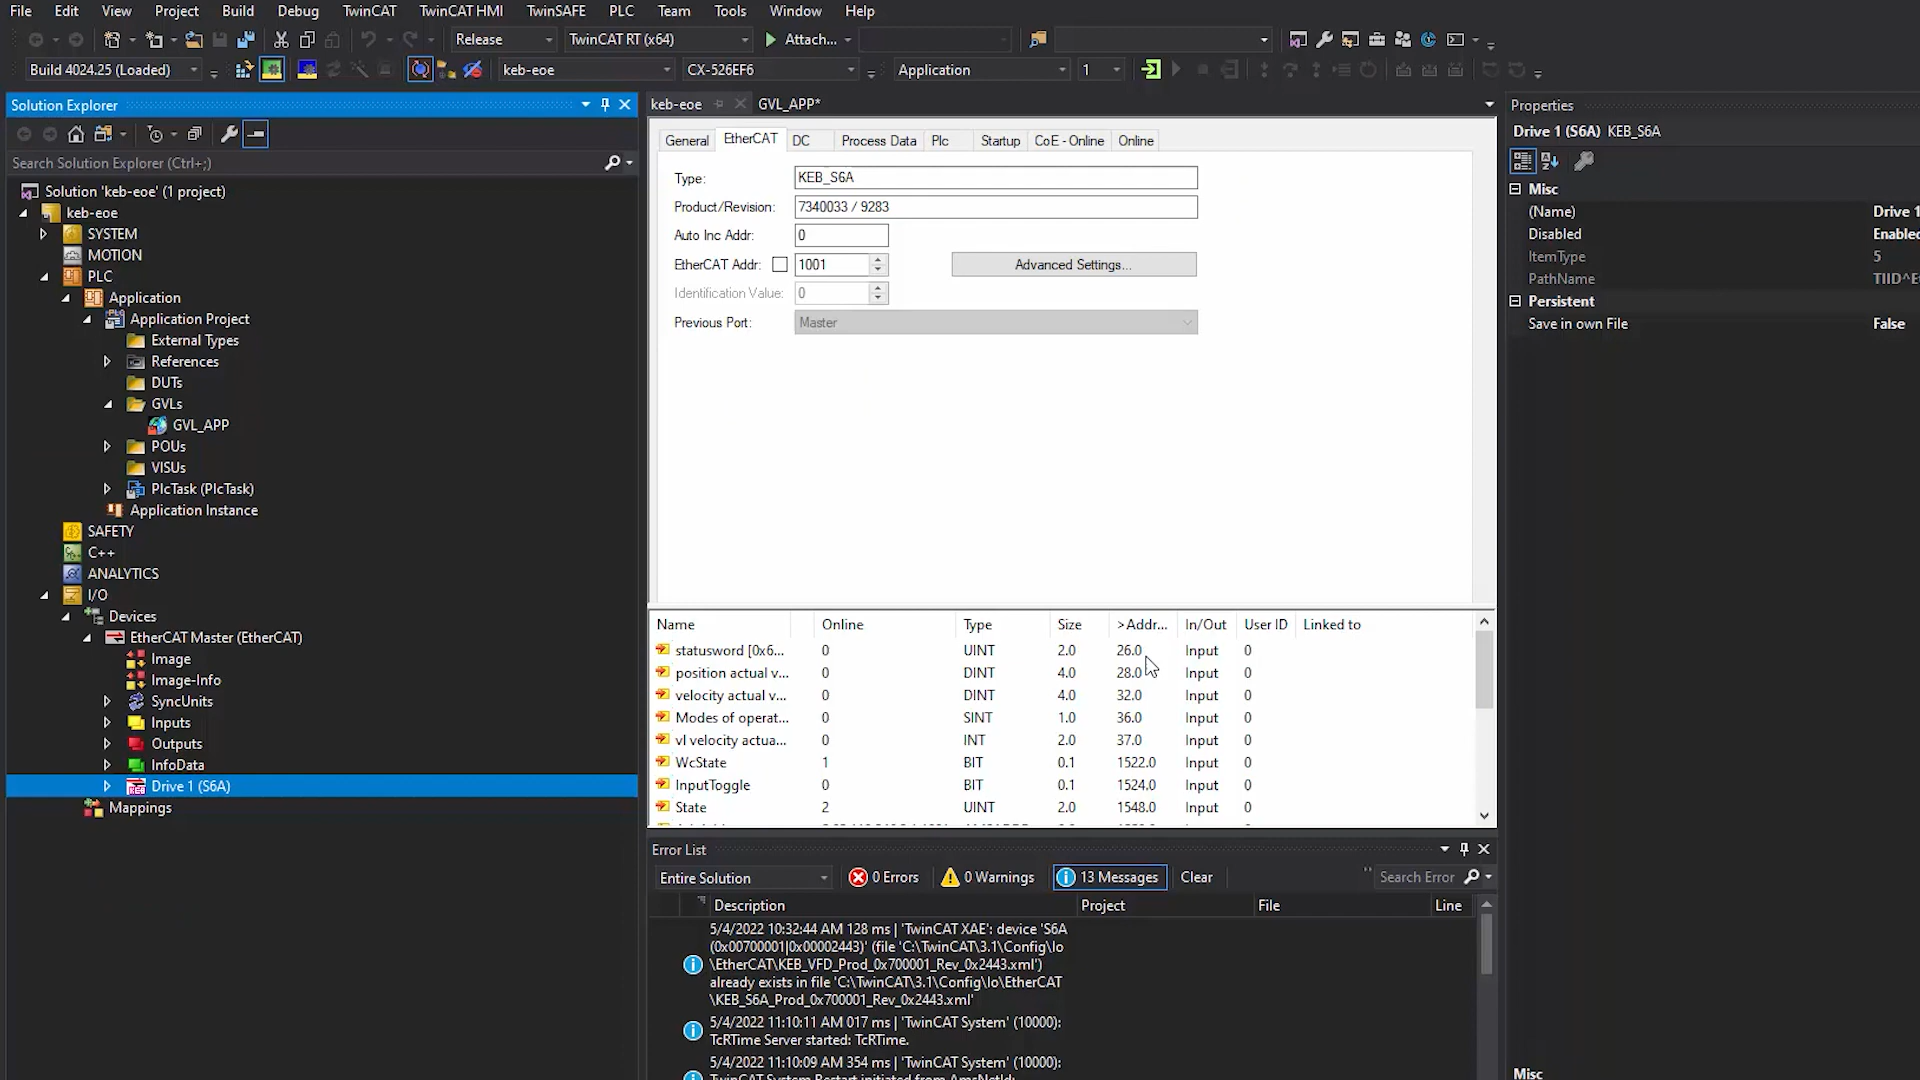 File Edit View Project Build Debug TwinCAT TwinCAT HMI TwinSAFE PLC Team Tools Window Help
Release TwinCAT RT (x64) Attach...
Build 4024.25 (Loaded) keb-eoe CX-526EF6 Application 1
Solution Explorer
Search Solution Explorer (Ctrl+;)
Solution 'keb-eoe' (1 project)
keb-eoe
SYSTEM
MOTION
PLC
Application
Application Project
External Types
References
DUTs
GVLs
GVL_APP
POUs
VISUs
PlcTask (PlcTask)
Application Instance
SAFETY
C++
ANALYTICS
I/O
Devices
EtherCAT Master (EtherCAT)
Image
Image-Info
SyncUnits
Inputs
Outputs
InfoData
Drive 1 (S6A)
Mappings
keb-eoe GVL_APP*
General EtherCAT DC Process Data Plc Startup CoE - Online Online
Type: KEB_S6A
Product/Revision: 7340033 / 9283
Auto Inc Addr: 0
EtherCAT Addr: 1001 Advanced Settings...
Identification Value: 0
Previous Port: Master
Name Online Type Size >Addr... In/Out User ID Linked to
statusword [0x6... 0 UINT 2.0 26.0 Input 0
position actual v... 0 DINT 4.0 28.0 Input 0
velocity actual v... 0 DINT 4.0 32.0 Input 0
Modes of operat... 0 SINT 1.0 36.0 Input 0
vl velocity actua... 0 INT 2.0 37.0 Input 0
WcState 1 BIT 0.1 1522.0 Input 0
InputToggle 0 BIT 0.1 1524.0 Input 0
State 2 UINT 2.0 1548.0 Input 0
Error List
Entire Solution 0 Errors 0 Warnings 13 Messages Clear Search Error
Description Project File Line
5/4/2022 10:32:44 AM 128 ms | 'TwinCAT XAE': device 'S6A
(0x00700001|0x00002443)' (file 'C:\TwinCAT\3.1\Config\Io
\EtherCAT\KEB_VFD_Prod_0x700001_Rev_0x2443.xml')
already exists in file 'C:\TwinCAT\3.1\Config\Io\EtherCAT
\KEB_S6A_Prod_0x700001_Rev_0x2443.xml'
5/4/2022 11:10:11 AM 017 ms | 'TwinCAT System' (10000):
TcRTime Server started: TcRTime.
5/4/2022 11:10:09 AM 354 ms | 'TwinCAT System' (10000):
Properties
Drive 1 (S6A) KEB_S6A
Misc
(Name) Drive 1
Disabled Enabled
ItemType 5
PathName TIID^E
Persistent
Save in own File False
Misc